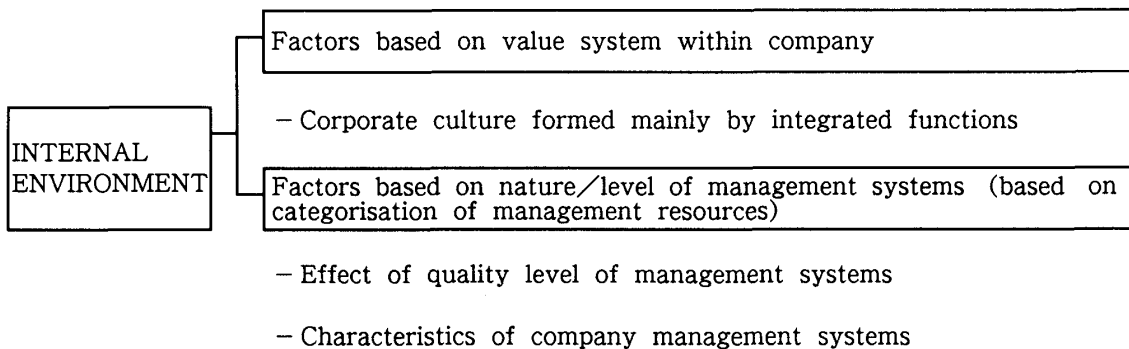 Factors based on value system within company
– Corporate culture formed mainly by integrated functions
INTERNAL
ENVIRONMENT
Factors based on nature/level of management systems (based on
categorisation of management resources)
– Effect of quality level of management systems
– Characteristics of company management systems